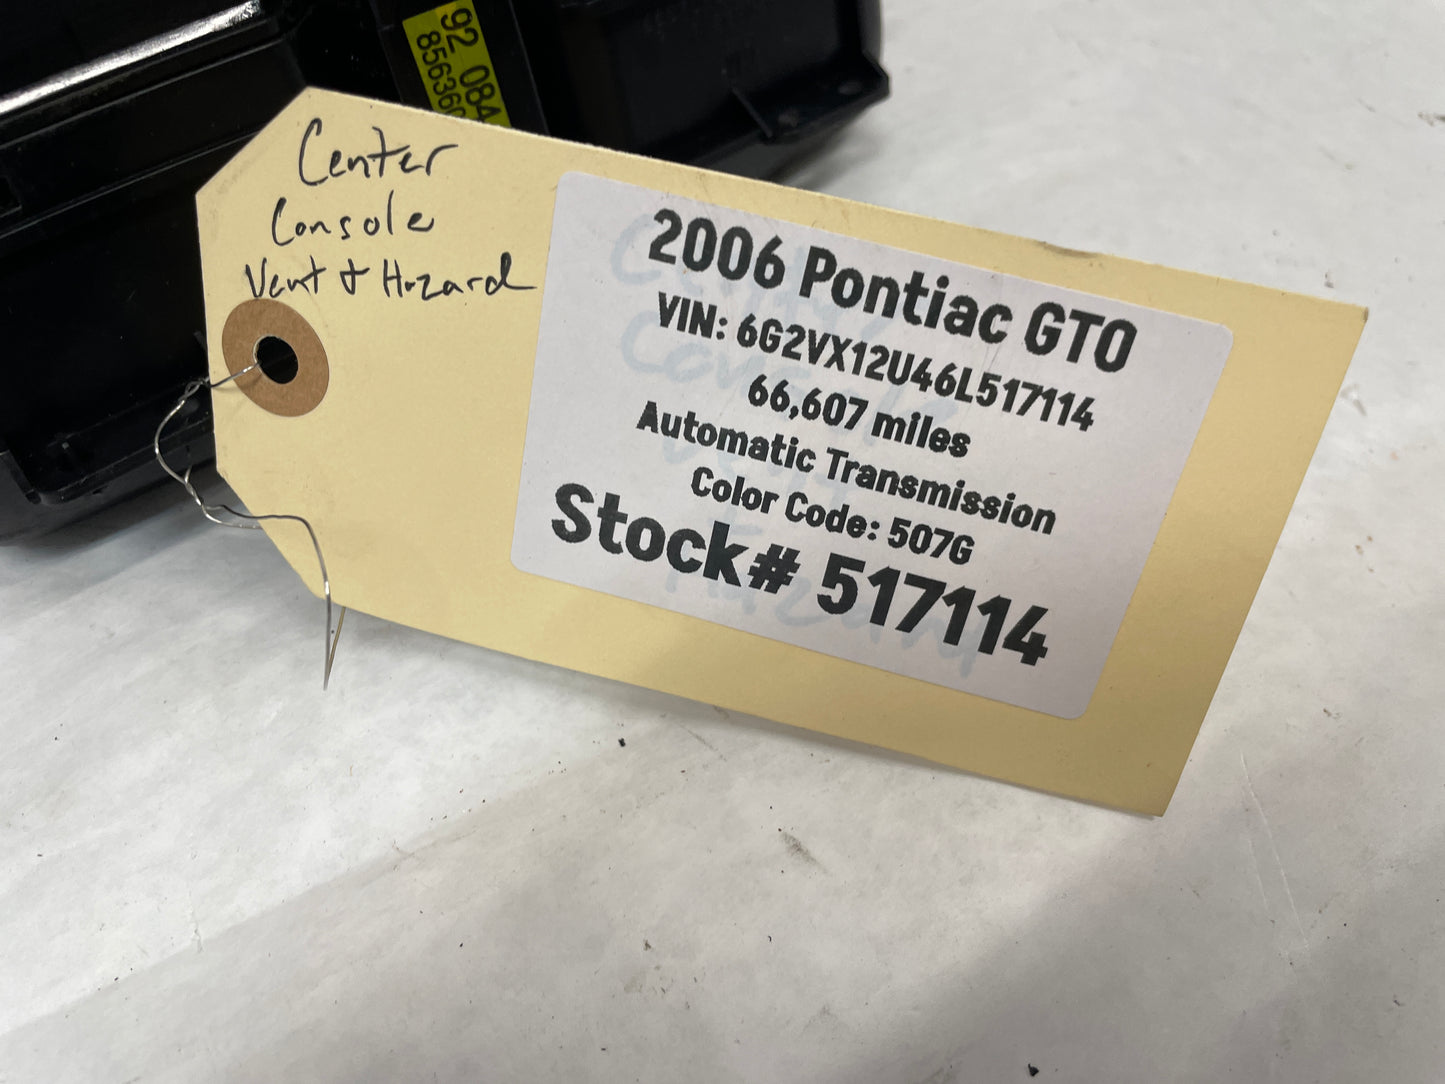 92 084
856360
Center
Console
Vent & Hazard
2006 Pontiac GTO
VIN: 6G2VX12U46L517114
66,607 miles
Automatic Transmission
Color Code: 507G
Stock# 517114